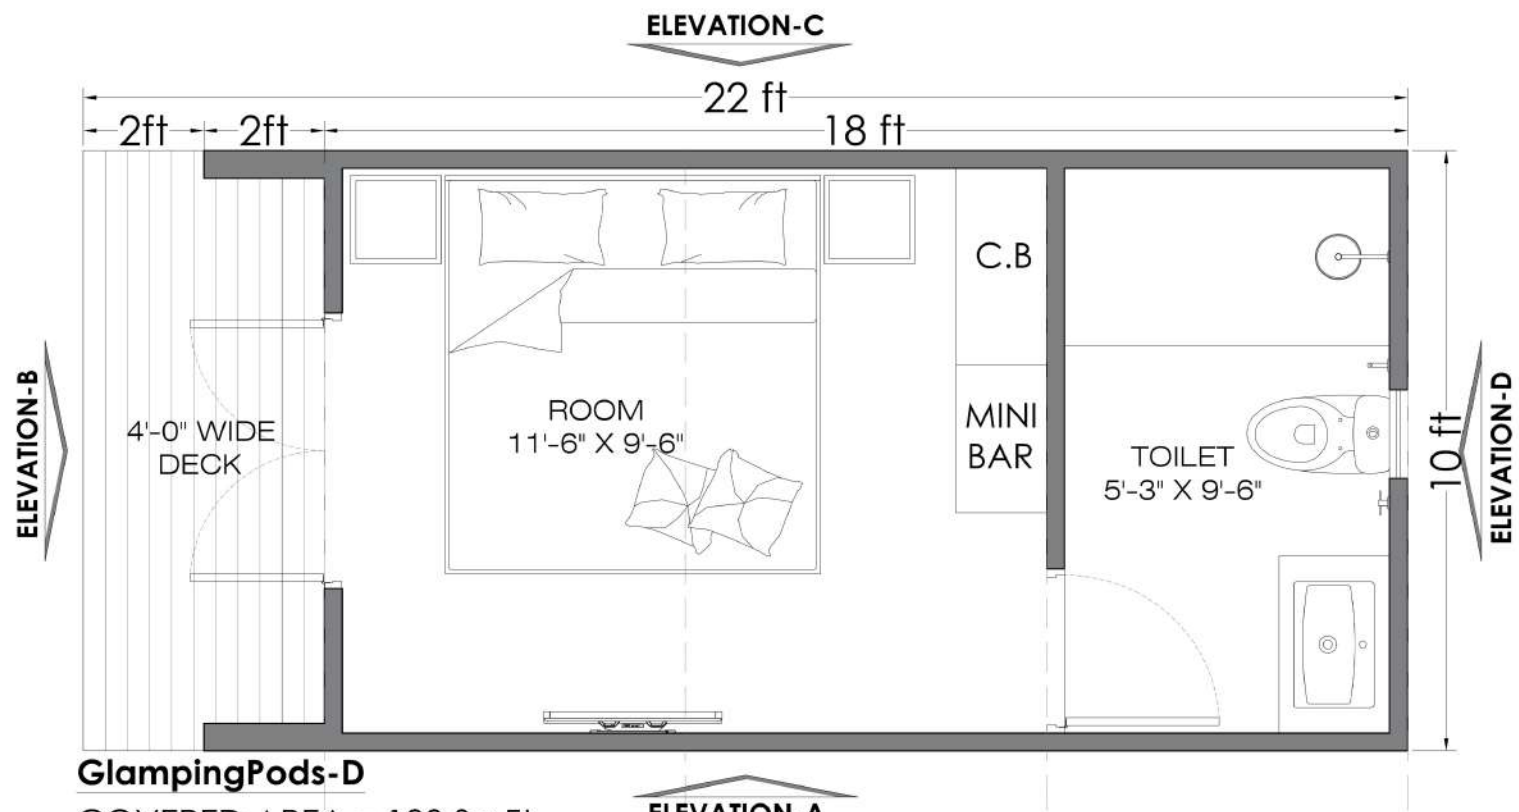 ELEVATION-C
22 ft
2ft
2ft
18 ft
C.B
ELEVATION-B
ROOM
11'-6" X 9'-6"
MINI
BAR
4'-0" WIDE
DECK
TOILET
5'-3" X 9'-6"
10 ft
ELEVATION-D
GlampingPods-D
ELEVATION-A